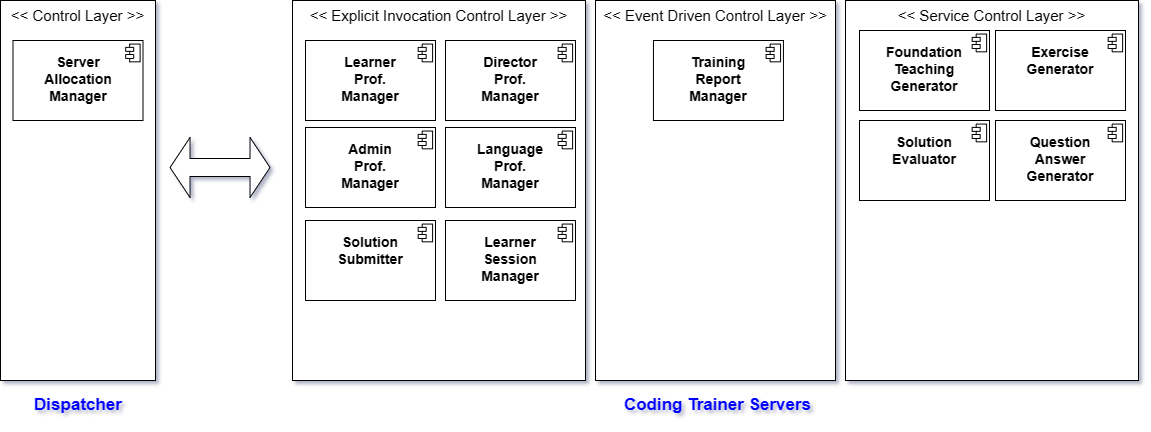 << Control Layer >>
Server
Allocation
Manager
Dispatcher
<< Explicit Invocation Control Layer >>
Learner
Prof.
Manager
Director
Prof.
Manager
Admin
Prof.
Manager
Language
Prof.
Manager
Solution
Submitter
Learner
Session
Manager
<< Event Driven Control Layer >>
Training
Report
Manager
<< Service Control Layer >>
Foundation
Teaching
Generator
Exercise
Generator
Solution
Evaluator
Question
Answer
Generator
Coding Trainer Servers